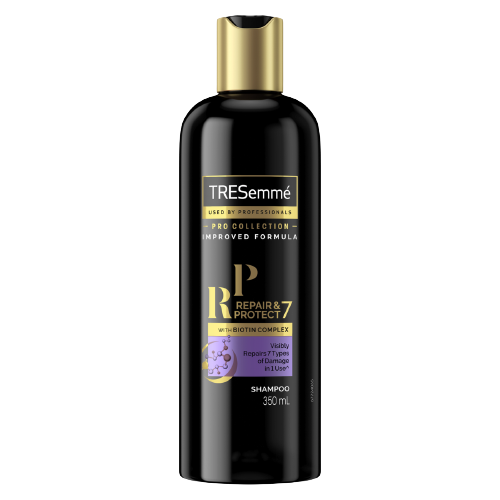 TRESemmé
USED BY PROFESSIONALS
PRO COLLECTION
IMPROVED FORMULA
R P
REPAIR &
PROTECT 7
WITH BIOTIN COMPLEX
Visibly
Repairs 7 Types
of Damage
in 1 Use^
SHAMPOO
350 ml.